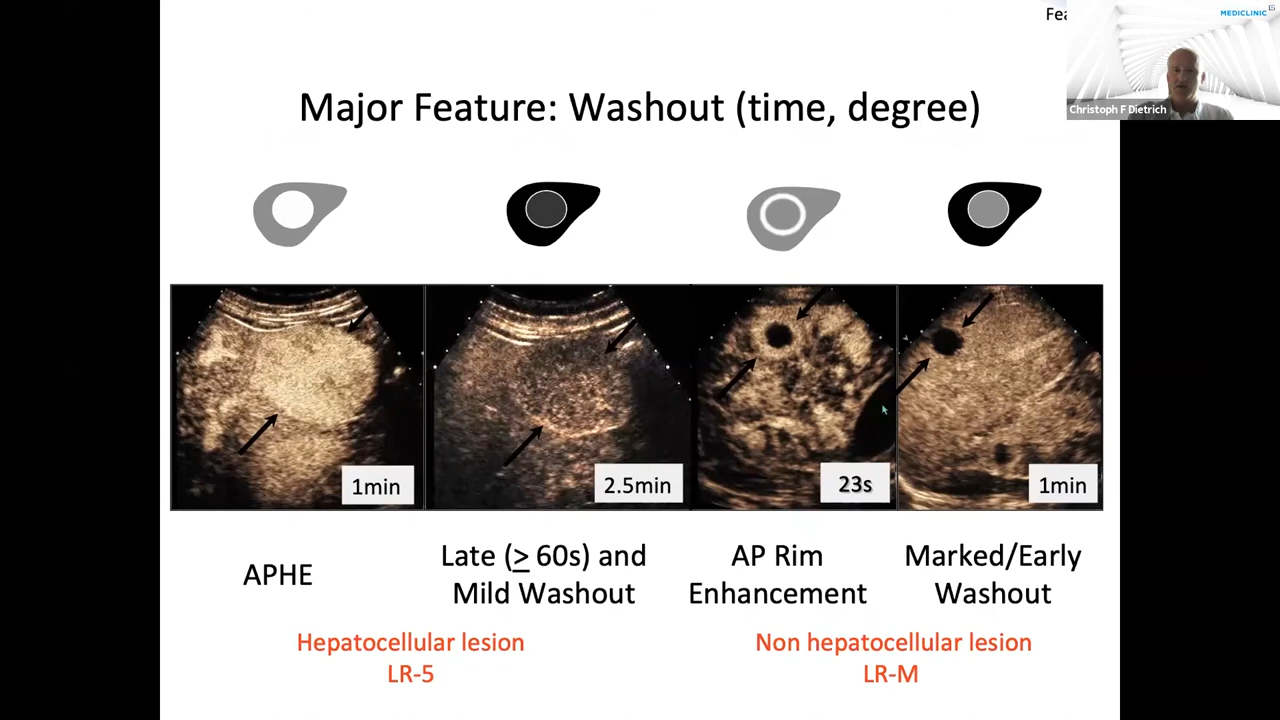 Fea
MEDICLINIC
Christoph F Dietrich
Major Feature: Washout (time, degree)
1min
2.5min
23s
1min
APHE
Late (≥ 60s) and
Mild Washout
AP Rim
Enhancement
Marked/Early
Washout
Hepatocellular lesion
LR-5
Non hepatocellular lesion
LR-M